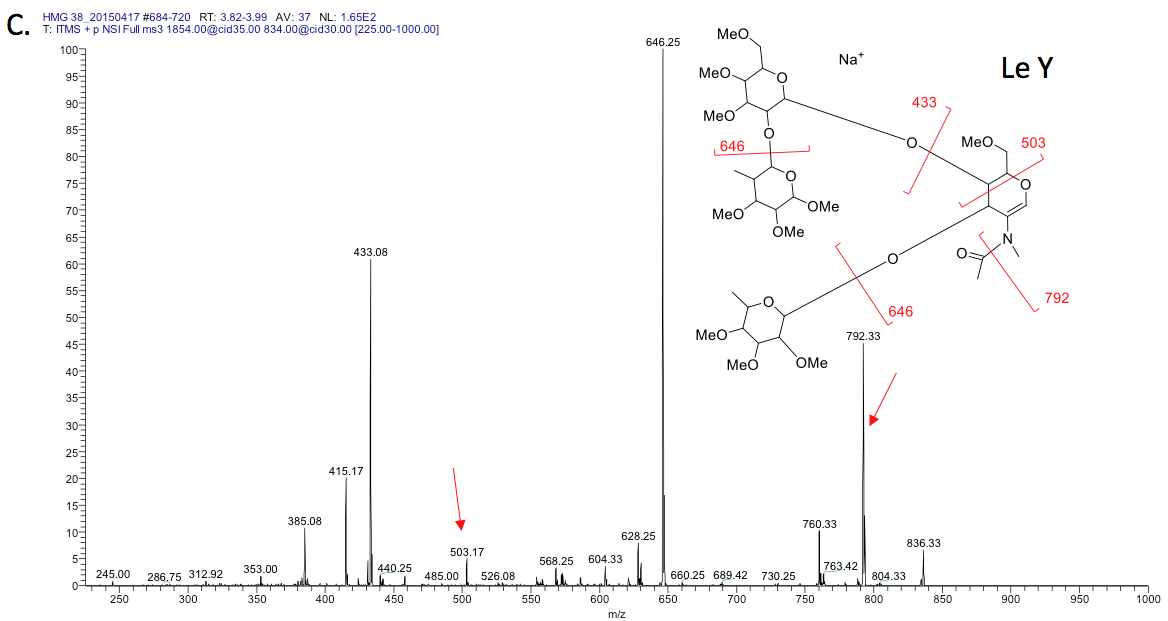 C.
HMG 38_20150417 #684-720 RT: 3.82-3.99 AV: 37 NL: 1.65E2
T: ITMS + p NSI Full ms3 1854.00@cid35.00 834.00@cid30.00 [225.00-1000.00]
100
95
90
85
80
75
70
65
60
55
50
45
40
35
30
25
20
15
10
5
0
646.25
433.08
792.33
415.17
385.08
760.33
628.25
836.33
503.17
604.33
568.25
440.25
353.00
763.42
245.00
286.75
312.92
485.00
526.08
660.25
689.42
730.25
804.33
250
300
350
400
450
500
550
600
650
700
750
800
850
900
950
1000
m/z
Le Y
Na+
MeO
MeO
MeO
O
O
646
O
MeO
OMe
OMe
433
O
MeO
503
O
N
O
792
O
646
O
MeO
MeO
OMe